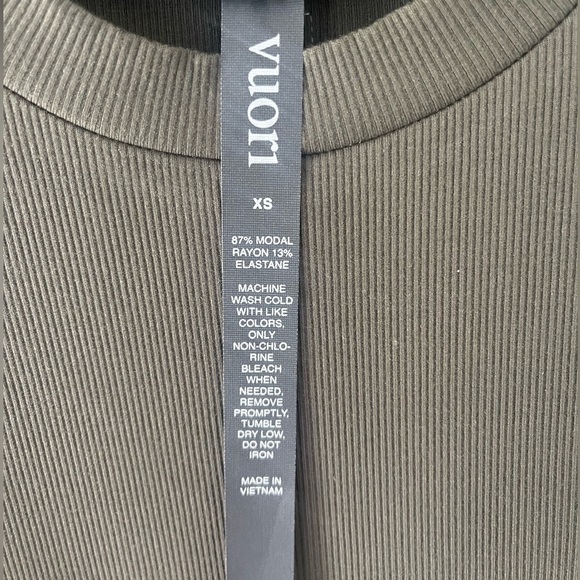 vuori
XS
87% MODAL
RAYON 13%
ELASTANE
MACHINE
WASH COLD
WITH LIKE
COLORS,
ONLY
NON-CHLO-
RINE
BLEACH
WHEN
NEEDED,
REMOVE
PROMPTLY,
TUMBLE
DRY LOW,
DO NOT
IRON
MADE IN
VIETNAM